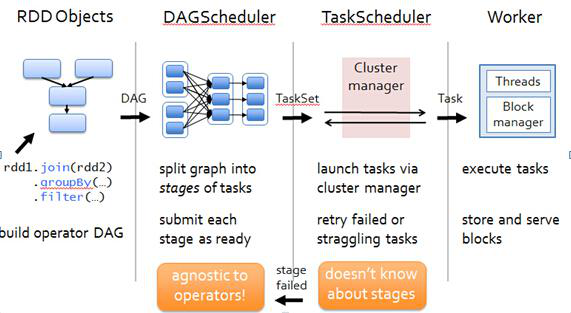 RDD Objects
DAGScheduler
TaskScheduler
Worker
DAG
TaskSet
Cluster
manager
Task
Threads
Block
manager
rdd1.join(rdd2)
.groupBy(…)
.filter(…)
build operator DAG
split graph into
stages of tasks
submit each
stage as ready
launch tasks via
cluster manager
retry failed or
straggling tasks
execute tasks
store and serve
blocks
agnostic to
operators!
stage
failed
doesn't know
about stages